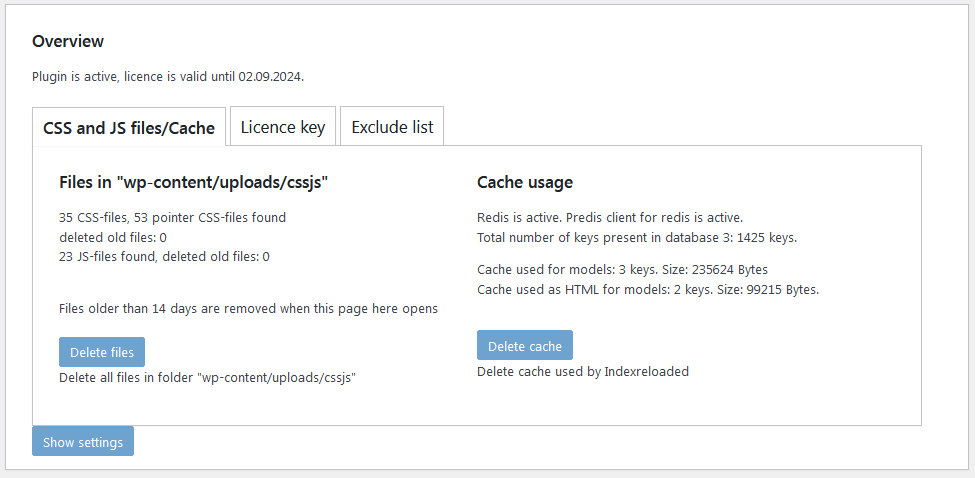 Overview
Plugin is active, licence is valid until 02.09.2024.
CSS and JS files/Cache
Licence key
Exclude list
Files in "wp-content/uploads/cssjs"
35 CSS-files, 53 pointer CSS-files found
deleted old files: 0
23 JS-files found, deleted old files: 0
Files older than 14 days are removed when this page here opens
Delete files
Delete all files in folder "wp-content/uploads/cssjs"
Cache usage
Redis is active. Predis client for redis is active.
Total number of keys present in database 3: 1425 keys.
Cache used for models: 3 keys. Size: 235624 Bytes
Cache used as HTML for models: 2 keys. Size: 99215 Bytes.
Delete cache
Delete cache used by Indexreloaded
Show settings